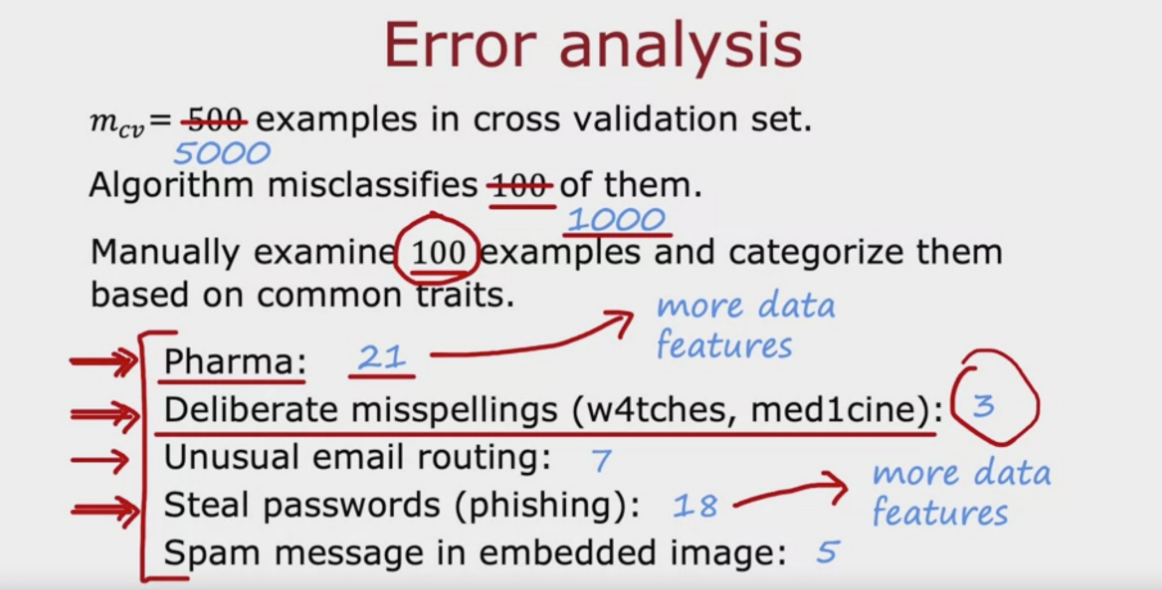 Error analysis
m_cv = 500 examples in cross validation set.
5000
Algorithm misclassifies 100 of them.
1000
Manually examine 100 examples and categorize them
based on common traits.
more data
features
Pharma: 21
Deliberate misspellings (w4tches, med1cine): 3
Unusual email routing: 7
more data
features
Steal passwords (phishing): 18
Spam message in embedded image: 5